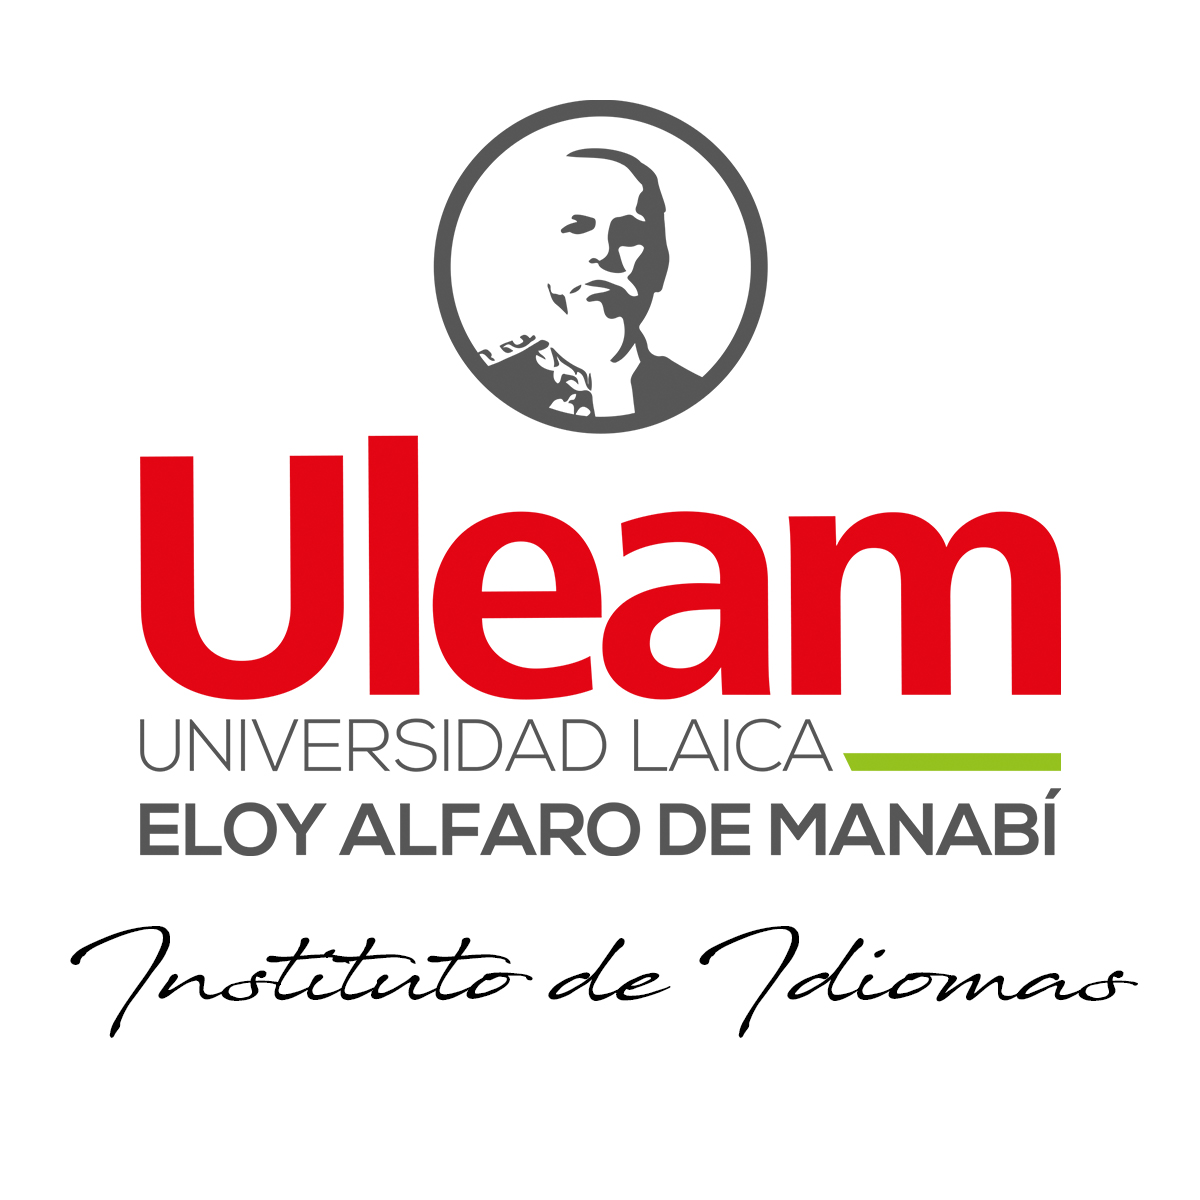 Uleam
UNIVERSIDAD LAICA
ELOY ALFARO DE MANABÍ
Instituto de Idiomas